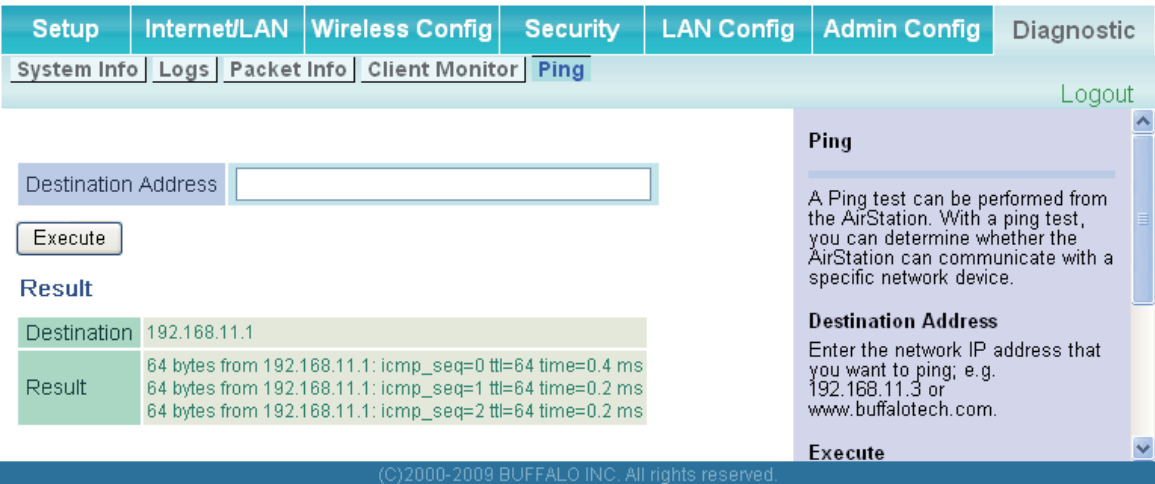 Setup Internet/LAN Wireless Config Security LAN Config Admin Config Diagnostic
System Info Logs Packet Info Client Monitor Ping
Logout
Destination Address
Execute
Result
Destination 192.168.11.1
Result
64 bytes from 192.168.11.1: icmp_seq=0 ttl=64 time=0.4 ms
64 bytes from 192.168.11.1: icmp_seq=1 ttl=64 time=0.2 ms
64 bytes from 192.168.11.1: icmp_seq=2 ttl=64 time=0.2 ms
Ping
A Ping test can be performed from
the AirStation. With a ping test,
you can determine whether the
AirStation can communicate with a
specific network device.
Destination Address
Enter the network IP address that
you want to ping; e.g.
192.168.11.3 or
www.buffalotech.com.
Execute
(C)2000-2009 BUFFALO INC. All rights reserved.